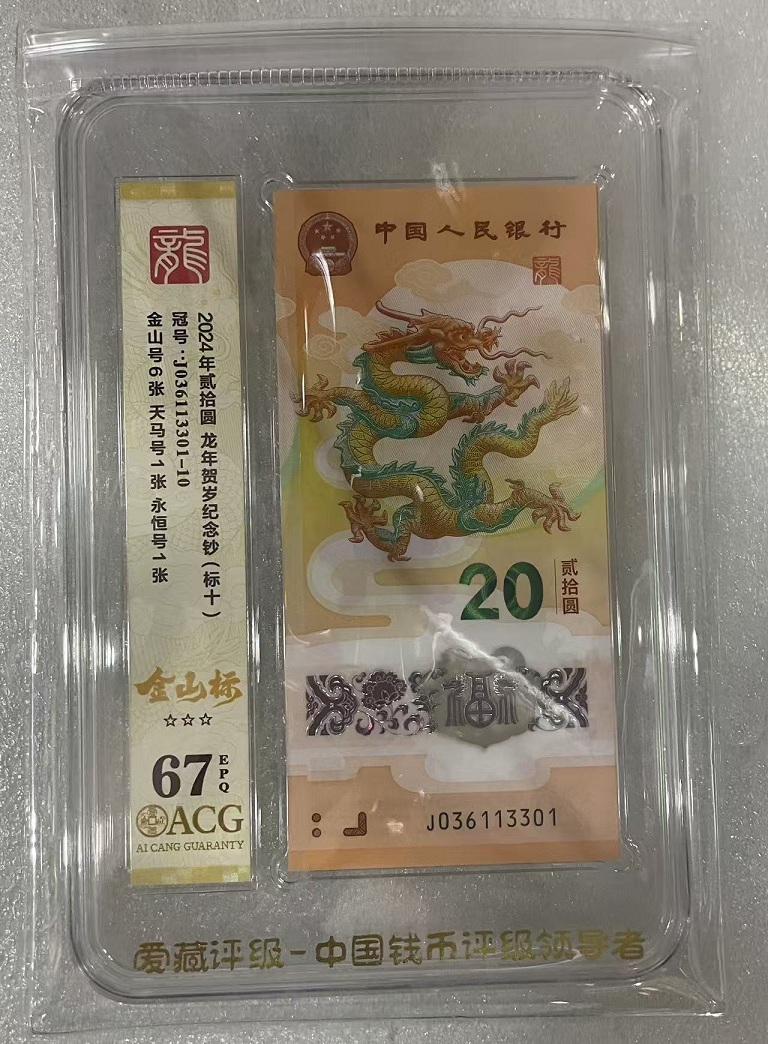 龍
2024年贰拾圆 龙年贺岁纪念钞(标十)
冠号:J036113301-10
金山号6张 天马号1张 永恒号1张
金山标
67 EPQ
ACG
AI CANG GUARANTY
中国人民银行
龍
20
贰拾圆
福
J036113301
爱藏评级-中国钱币评级领导者